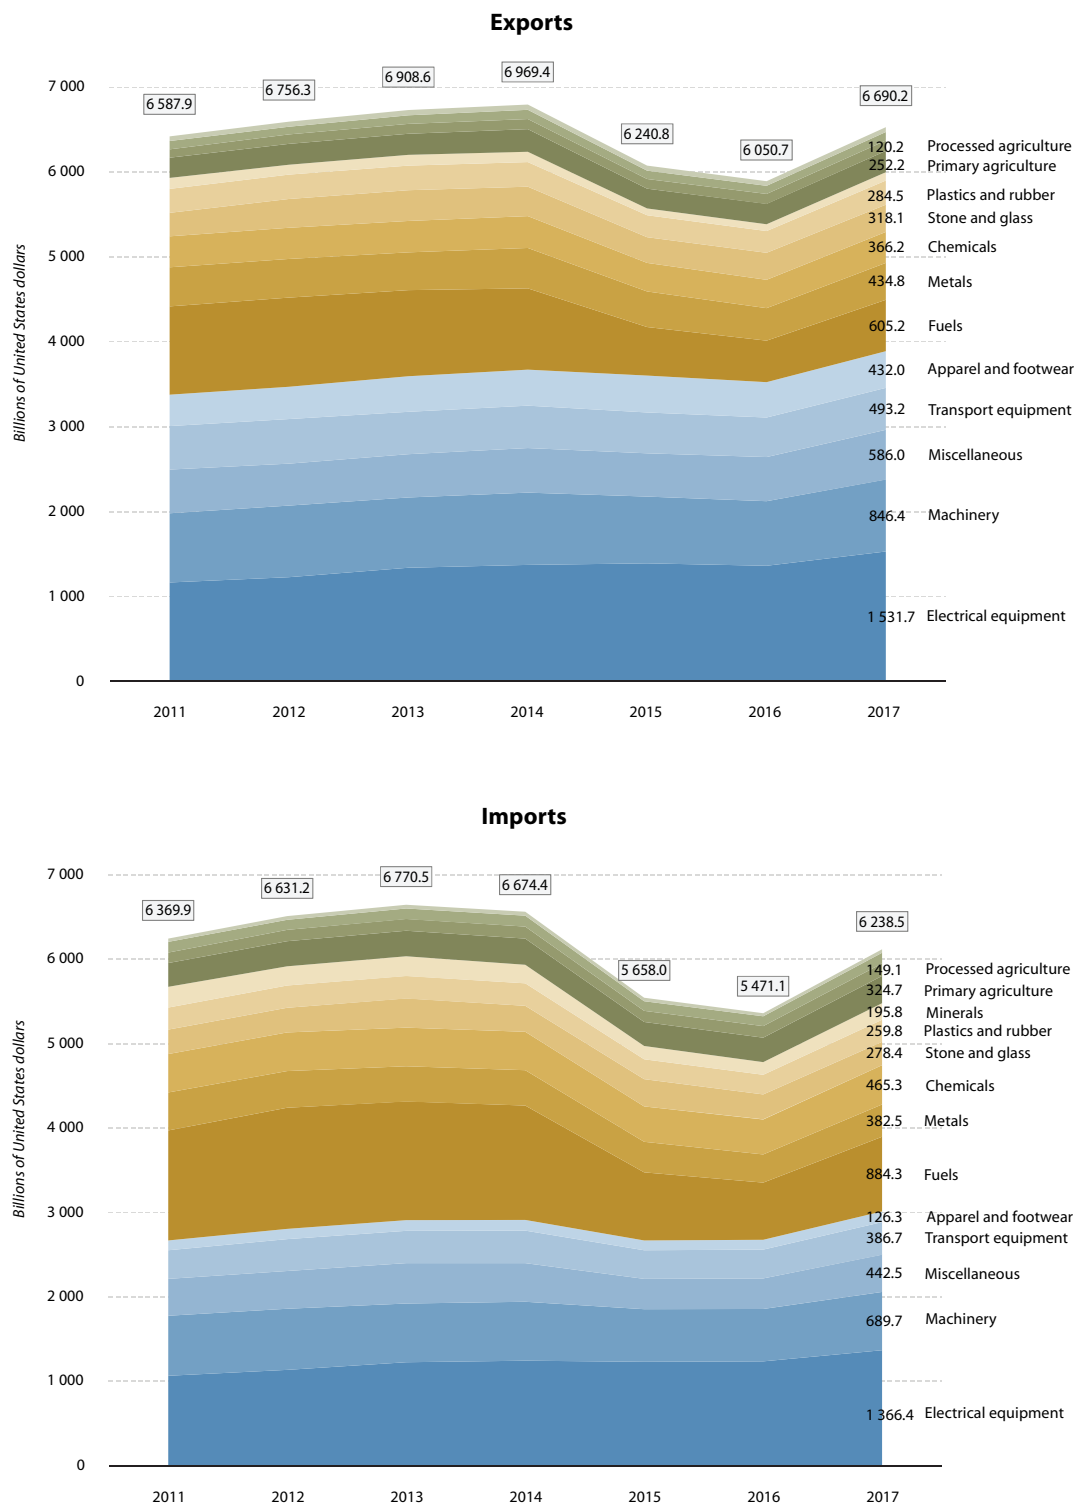 Exports
7 000
6 000
5 000
4 000
3 000
2 000
1 000
0
Billions of United States dollars
6 587.9
6 756.3
6 908.6
6 969.4
6 240.8
6 050.7
6 690.2
120.2 Processed agriculture
252.2 Primary agriculture
284.5 Plastics and rubber
318.1 Stone and glass
366.2 Chemicals
434.8 Metals
605.2 Fuels
432.0 Apparel and footwear
493.2 Transport equipment
586.0 Miscellaneous
846.4 Machinery
1 531.7 Electrical equipment
2011 2012 2013 2014 2015 2016 2017
Imports
7 000
6 000
5 000
4 000
3 000
2 000
1 000
0
Billions of United States dollars
6 369.9
6 631.2
6 770.5
6 674.4
5 658.0
5 471.1
6 238.5
149.1 Processed agriculture
324.7 Primary agriculture
195.8 Minerals
259.8 Plastics and rubber
278.4 Stone and glass
465.3 Chemicals
382.5 Metals
884.3 Fuels
126.3 Apparel and footwear
386.7 Transport equipment
442.5 Miscellaneous
689.7 Machinery
1 366.4 Electrical equipment
2011 2012 2013 2014 2015 2016 2017